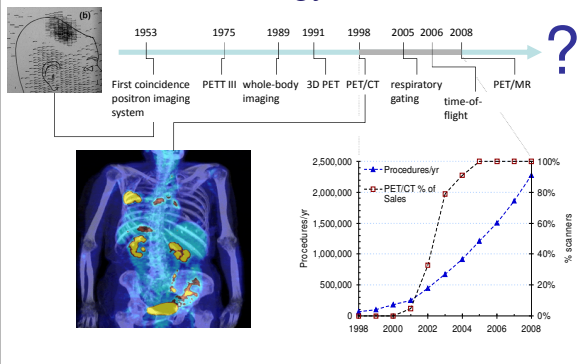 (b)
1953
1975
1989
1991
1998
2005
2006
2008
?
First coincidence
positron imaging
system
PETT III
whole-body
imaging
3D PET
PET/CT
respiratory
gating
time-of-
flight
PET/MR
2,500,000
2,000,000
1,500,000
1,000,000
500,000
0
Procedures/yr
Procedures/yr
PET/CT % of
Sales
100%
80%
60%
40%
20%
0%
% scanners
1998
2000
2002
2004
2006
2008